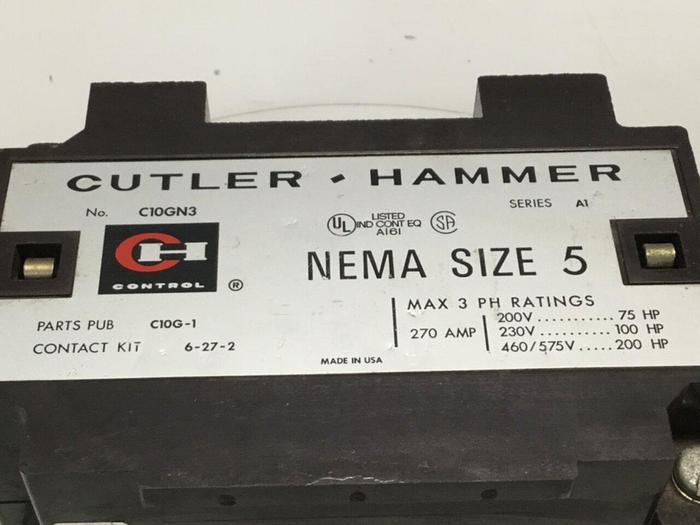 CUTLER • HAMMER
No. C10GN3
SERIES A1
UL LISTED
IND CONT EQ
A161
SA
CH
CONTROL ®
NEMA SIZE 5
MAX 3 PH RATINGS
270 AMP
200V........... 75 HP
230V........... 100 HP
460/575V..... 200 HP
PARTS PUB C10G-1
CONTACT KIT 6-27-2
MADE IN USA